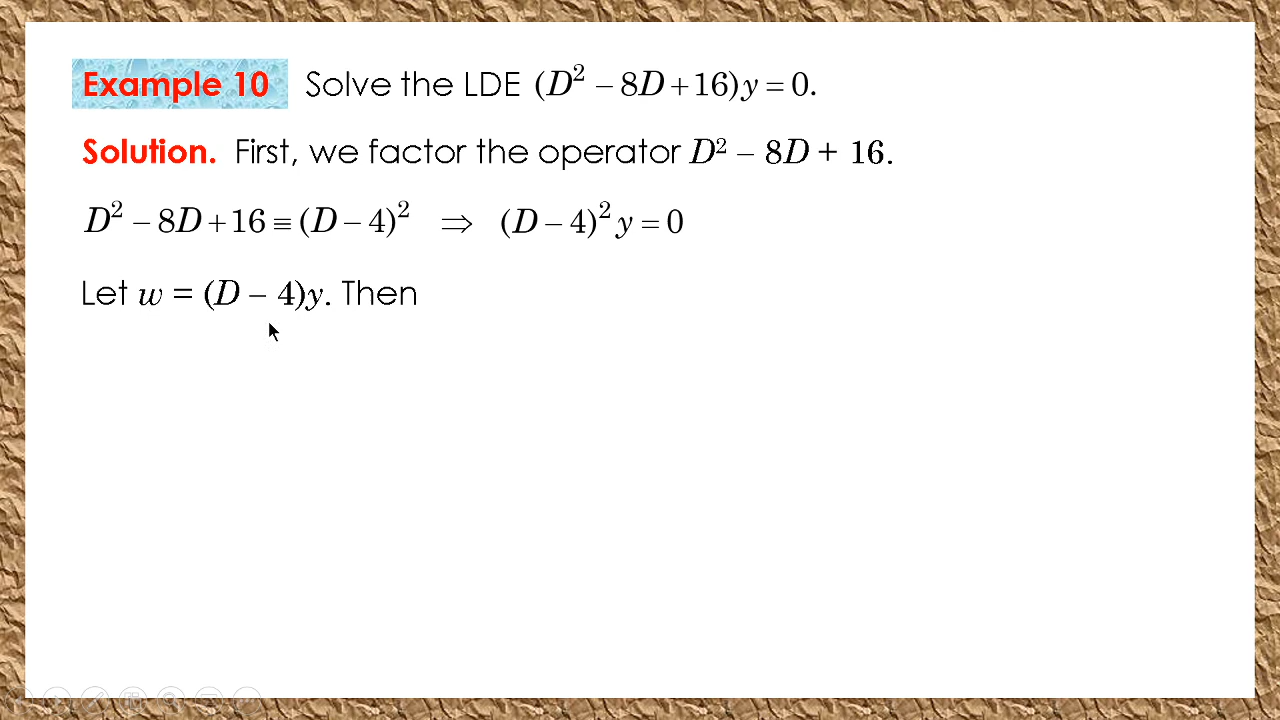 Example 10 Solve the LDE (D² − 8D + 16)y = 0.
Solution. First, we factor the operator D² − 8D + 16.
D² − 8D + 16 ≡ (D − 4)² ⇒ (D − 4)² y = 0
Let w = (D − 4)y. Then